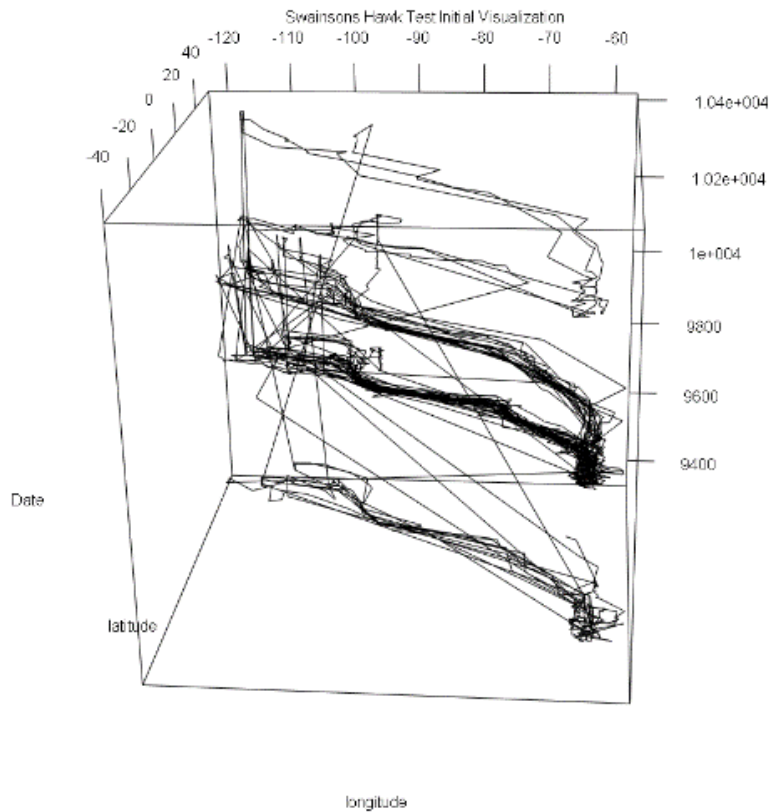 Swainsons Hawk Test Initial Visualization
-120 -110 -100 -90 -80 -70 -60
40
20
0
-20
-40
1.04e+004
1.02e+004
1e+004
9800
9600
9400
Date
latitude
longitude